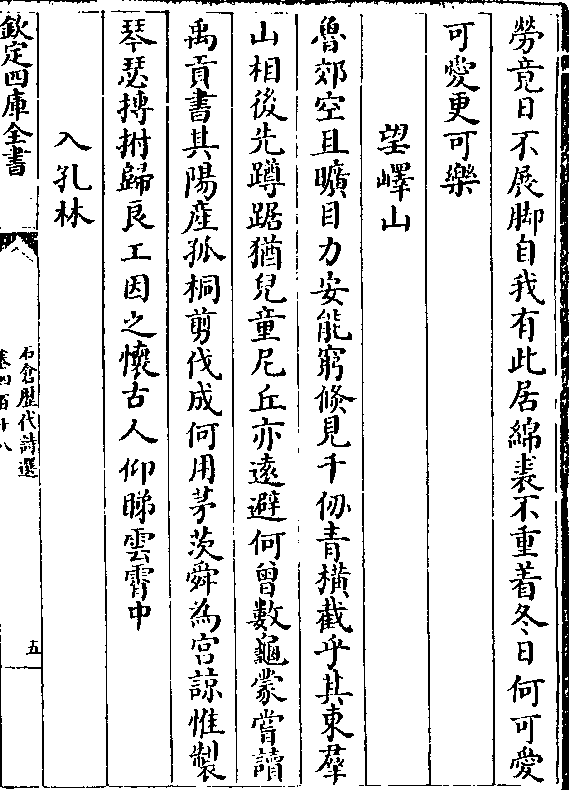 勞竟日不展脚自我有此居綿裘不重着冬日何可愛
可愛更可樂
望嶧山
魯郊空且曠目力安能窮倐見千仭青横截乎其東羣
山相後先蹲踞猶兒童尼丘亦遠避何曾數龜蒙嘗讀
禹貢書其陽産孤桐剪伐成何用茅茨舜為宫諒惟製
琴瑟搏拊歸良工因之懷古人仰睇雲霄中
入孔林
欽定四庫全書
石倉歷代詩選
卷四百十八
五